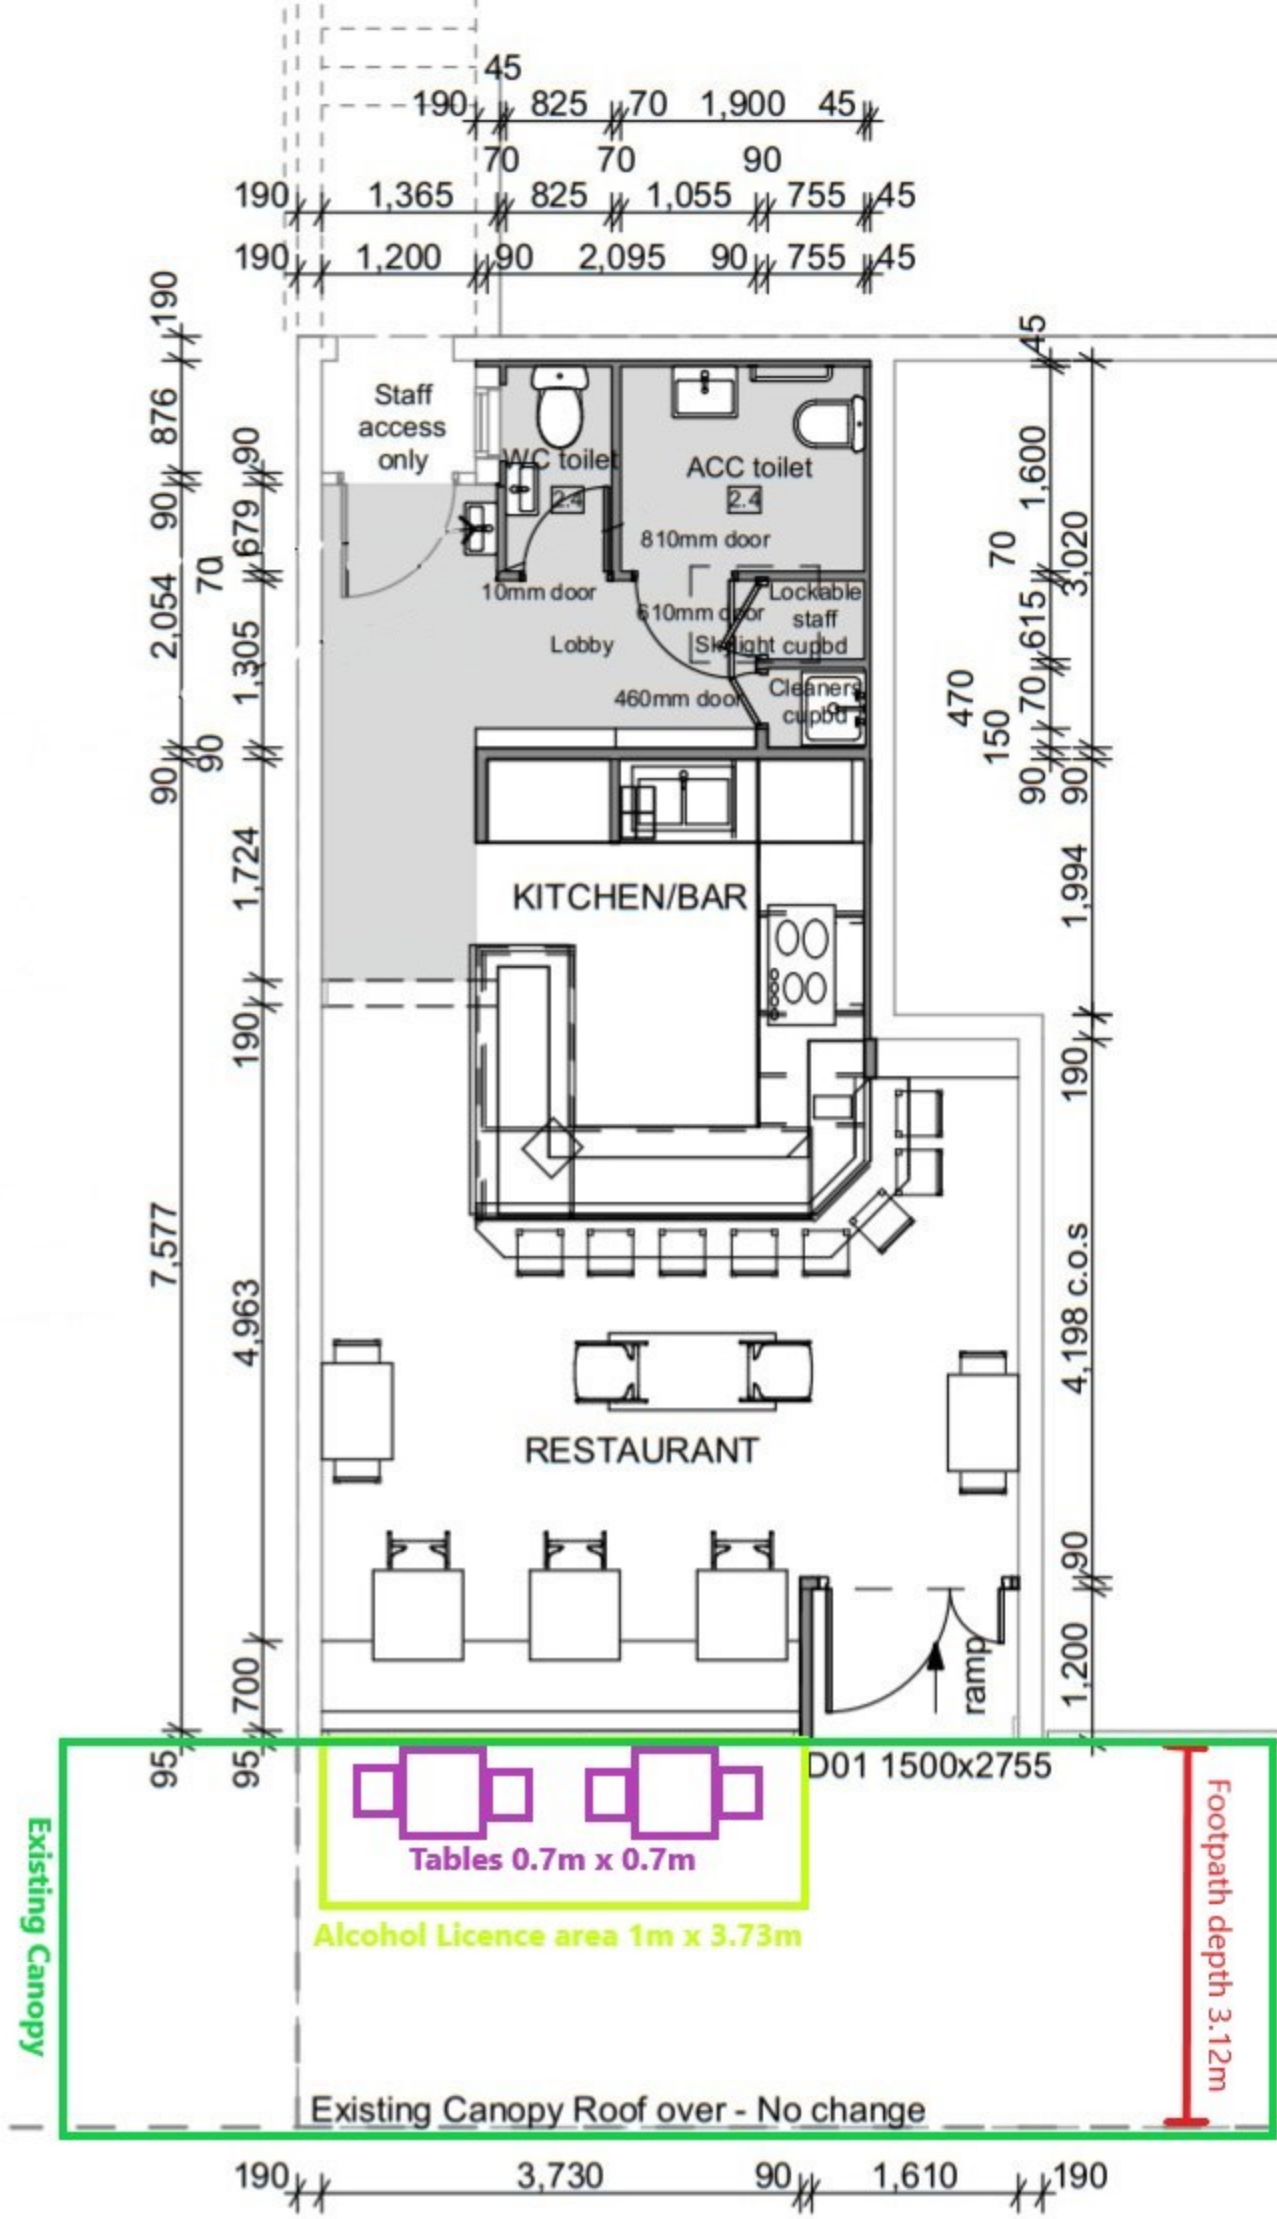 45
190 825 70 1,900 45
70 70 90
190 1,365 825 1,055 755 45
190 1,200 90 2,095 90 755 45
190
876
90
2,054
90
7,577
95
90
679
70
1,305
90
1,724
190
4,963
700
95
Staff
access
only
WC toilet
2.4
ACC toilet
2.4
810mm door
10mm door
610mm door
Lockable
staff
cupbd
Lobby
Skylight
460mm door
Cleaners
cupbd
KITCHEN/BAR
RESTAURANT
ramp
45
1,600
70
615
70
470
150
90
3,020
90
1,994
190
4,198 c.o.s
90
1,200
D01 1500x2755
Tables 0.7m x 0.7m
Alcohol Licence area 1m x 3.73m
Existing Canopy
Footpath depth 3.12m
Existing Canopy Roof over - No change
190 3,730 90 1,610 190